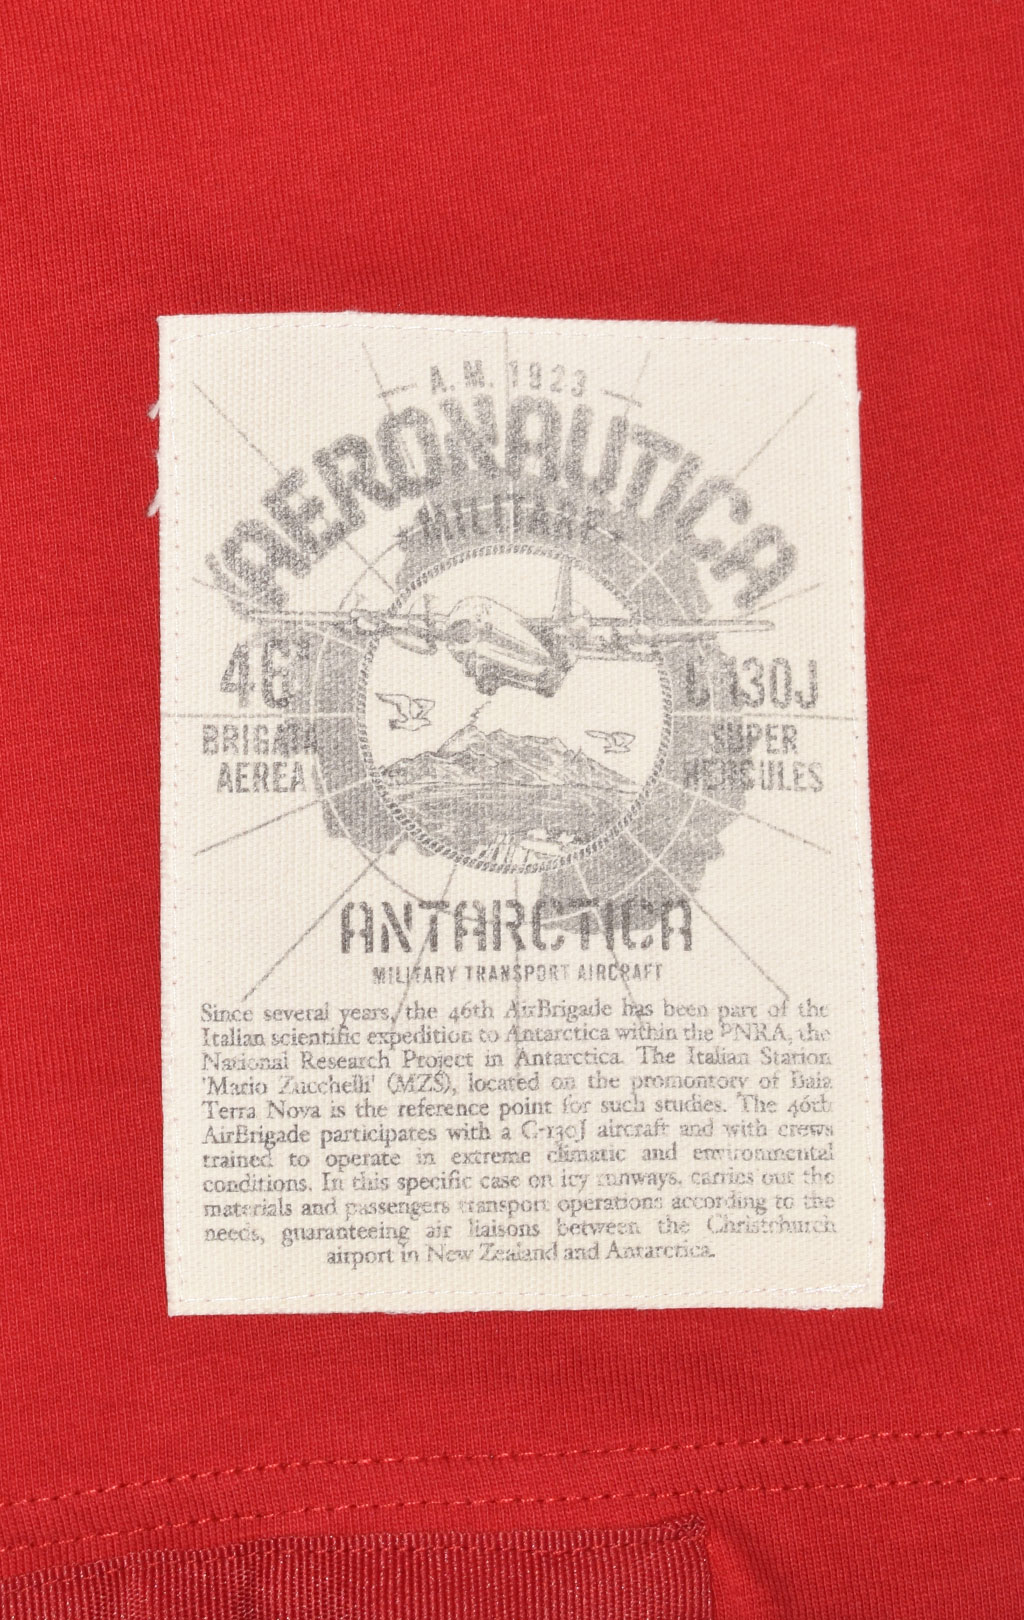 A.M. 1923
AERONAUTICA
MILITARE
46ª
BRIGATA
AEREA
C-130J
SUPER
HERCULES
ANTARCTICA
MILITARY TRANSPORT AIRCRAFT
Since several years, the 46th AirBrigade has been part of the
Italian scientific expedition to Antarctica within the PNRA, the
National Research Project in Antarctica. The Italian Station
'Mario Zucchelli' (MZS), located on the promontory of Baia
Terra Nova is the reference point for such studies. The 46th
AirBrigade participates with a C-130J aircraft and with crews
trained to operate in extreme climatic and environmental
conditions. In this specific case on icy runways, carries out the
materials and passengers transport operations according to the
needs, guaranteeing air liaisons between the Christchurch
airport in New Zealand and Antarctica.